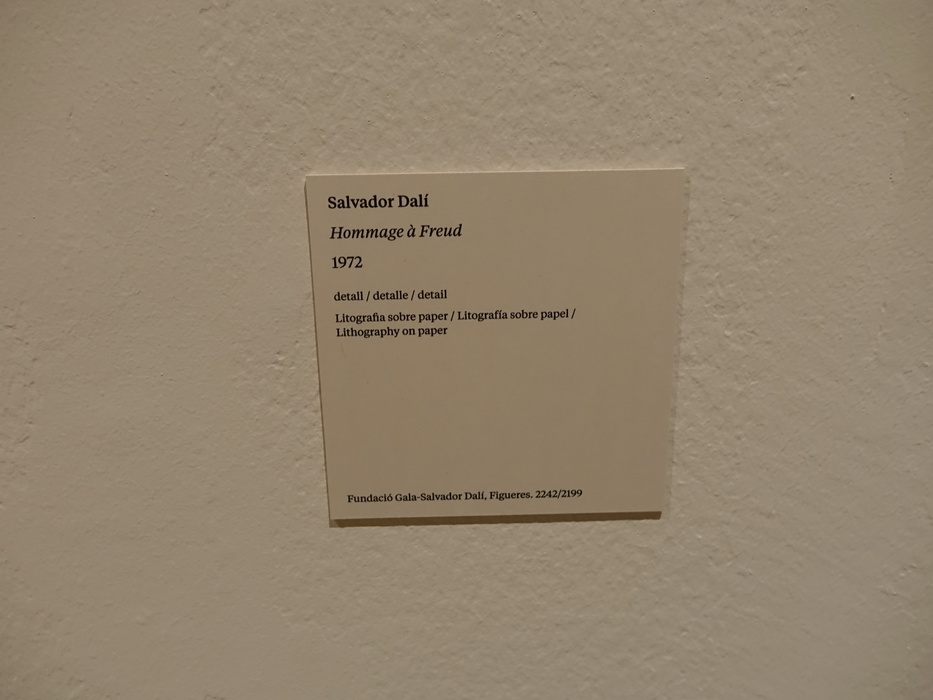 Salvador Dalí
Hommage à Freud
1972
detall / detalle / detail
Litografia sobre paper / Litografía sobre papel /
Lithography on paper
Fundació Gala-Salvador Dalí, Figueres. 2242/2199